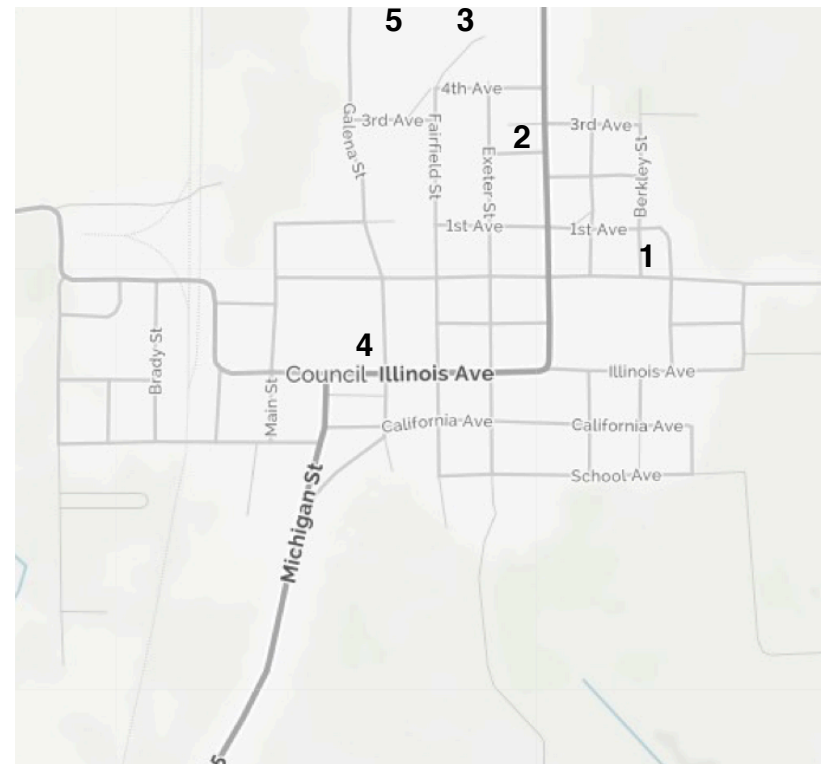 5
3
4th Ave
Galena St
3rd Ave
Fairfield St
2
3rd Ave
Exeter St
Berkley St
1st Ave
1st Ave
1
Brady St
4
Council
Illinois Ave
Illinois Ave
Main St
California Ave
California Ave
School Ave
Michigan St